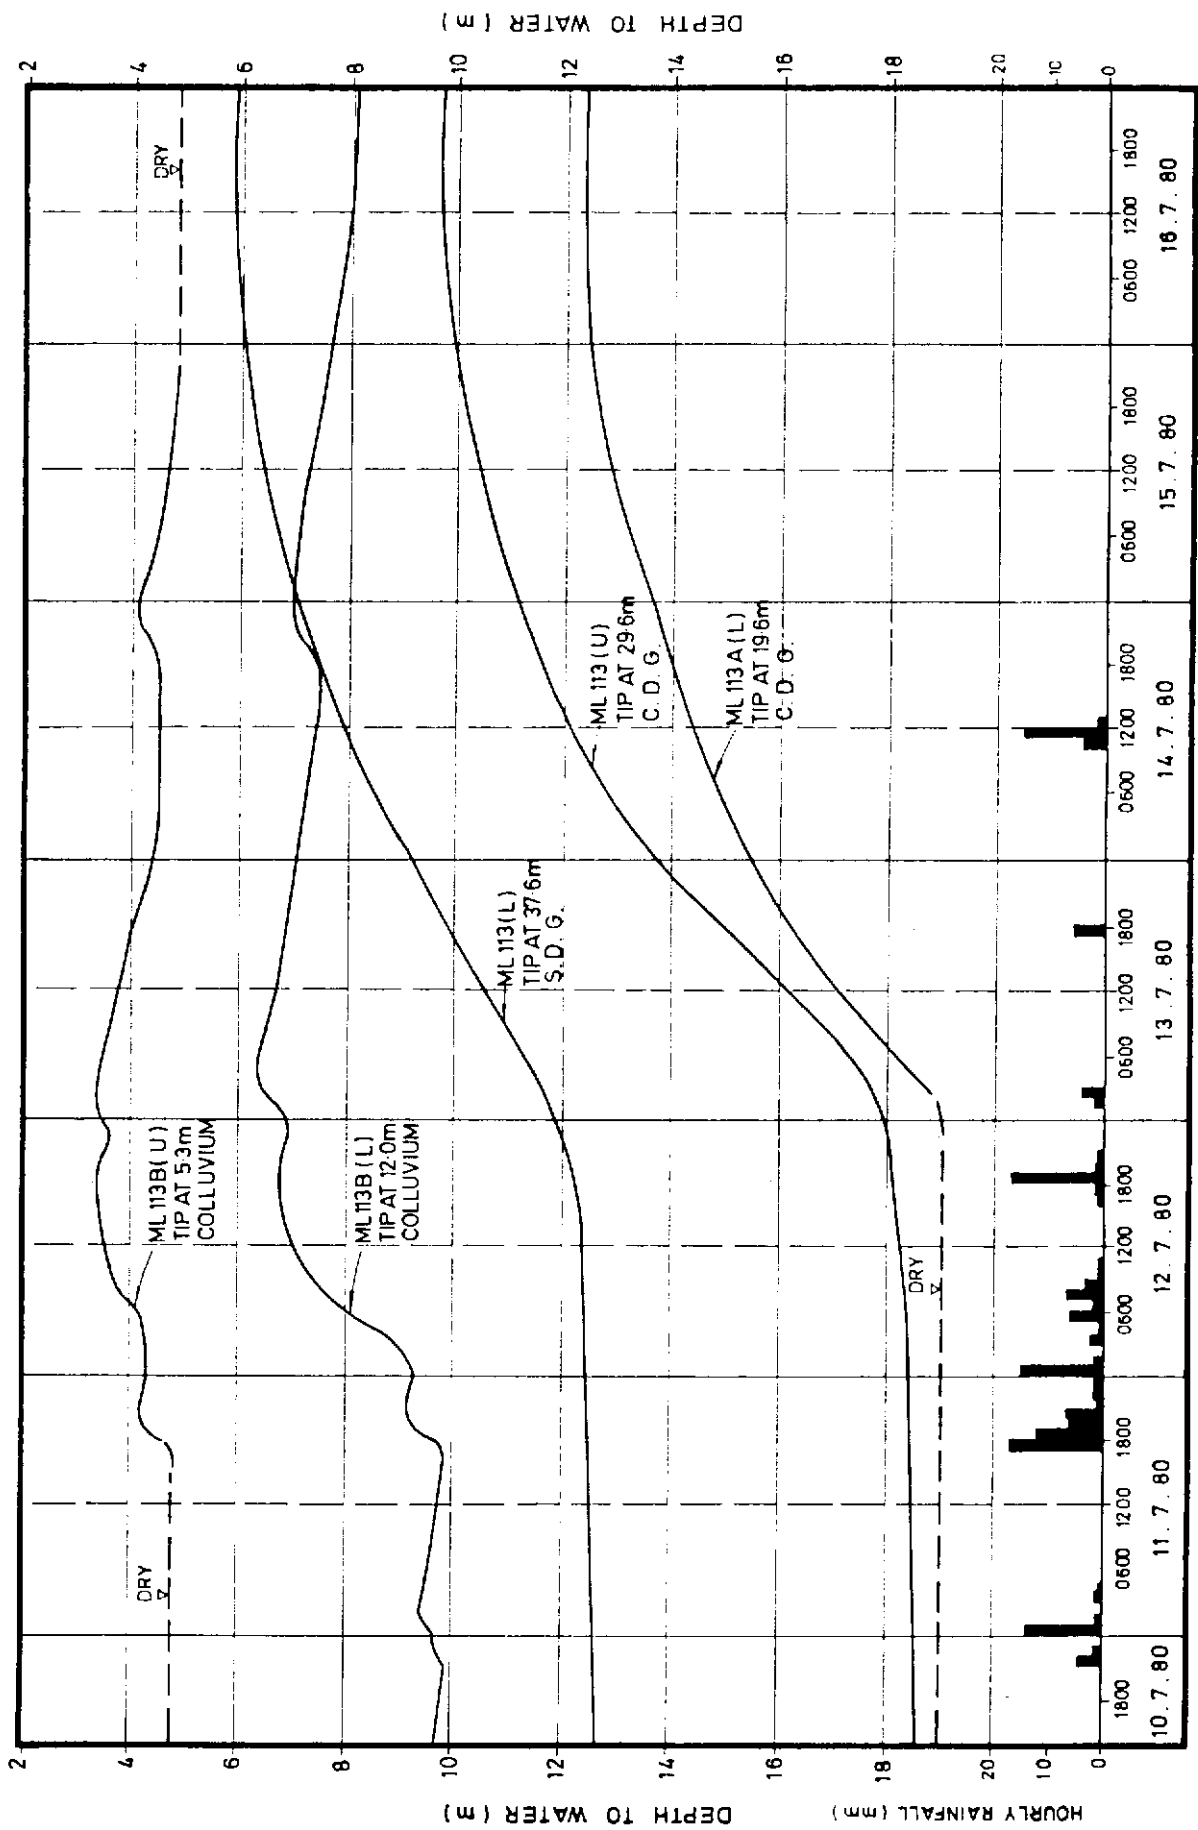 DEPTH TO WATER (m)
2
4
6
8
10
12
14
16
18
20
10
0
DRY
DRY
DRY
ML 113B(U)
TIP AT 5.3m
COLLUVIUM
ML 113B(L)
TIP AT 12.0m
COLLUVIUM
ML 113(L)
TIP AT 37.6m
S. D. G.
ML 113(U)
TIP AT 29.6m
C. D. G.
ML 113A(L)
TIP AT 19.6m
C. D. G.
2
4
6
8
10
12
14
16
18
20
10
0
DEPTH TO WATER (m)
HOURLY RAINFALL (mm)
1800
0600
1200
1800
0600
1200
1800
0600
1200
1800
0600
1200
1800
0600
1200
1800
0600
1200
1800
10.7.80
11.7.80
12.7.80
13.7.80
14.7.80
15.7.80
16.7.80